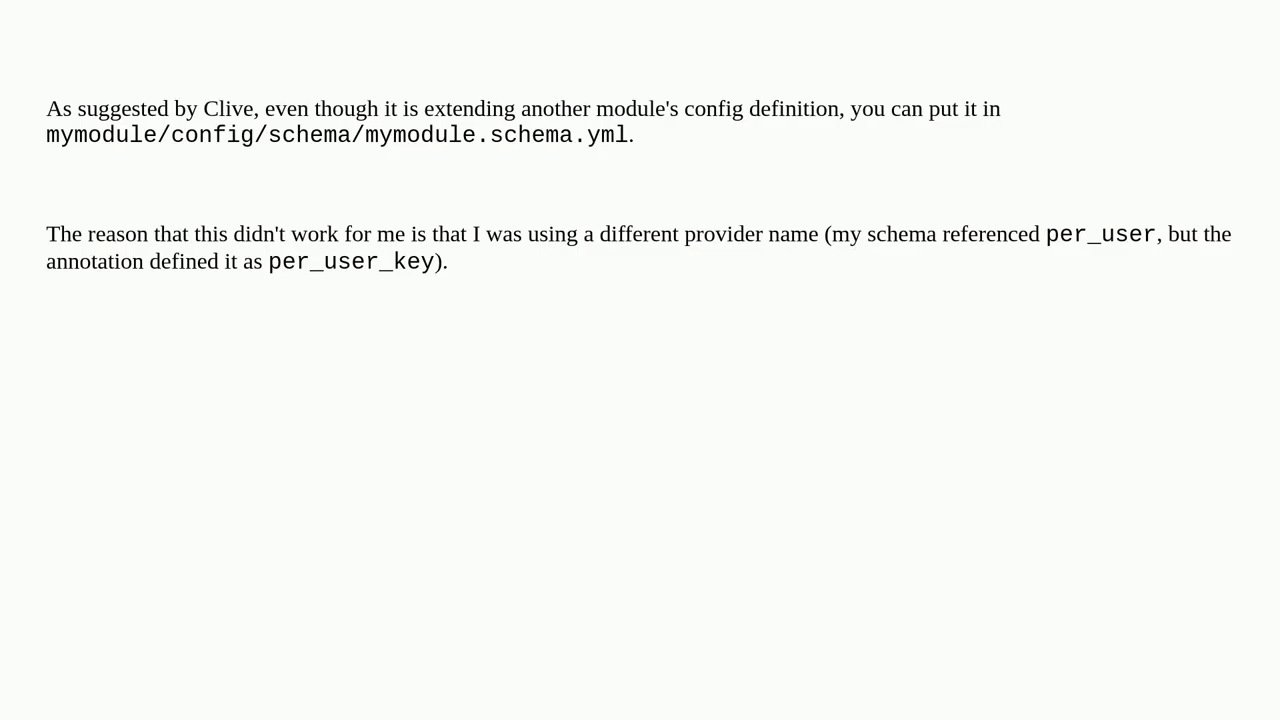 As suggested by Clive, even though it is extending another module's config definition, you can put it in
mymodule/config/schema/mymodule.schema.yml.
The reason that this didn't work for me is that I was using a different provider name (my schema referenced per_user, but the
annotation defined it as per_user_key).